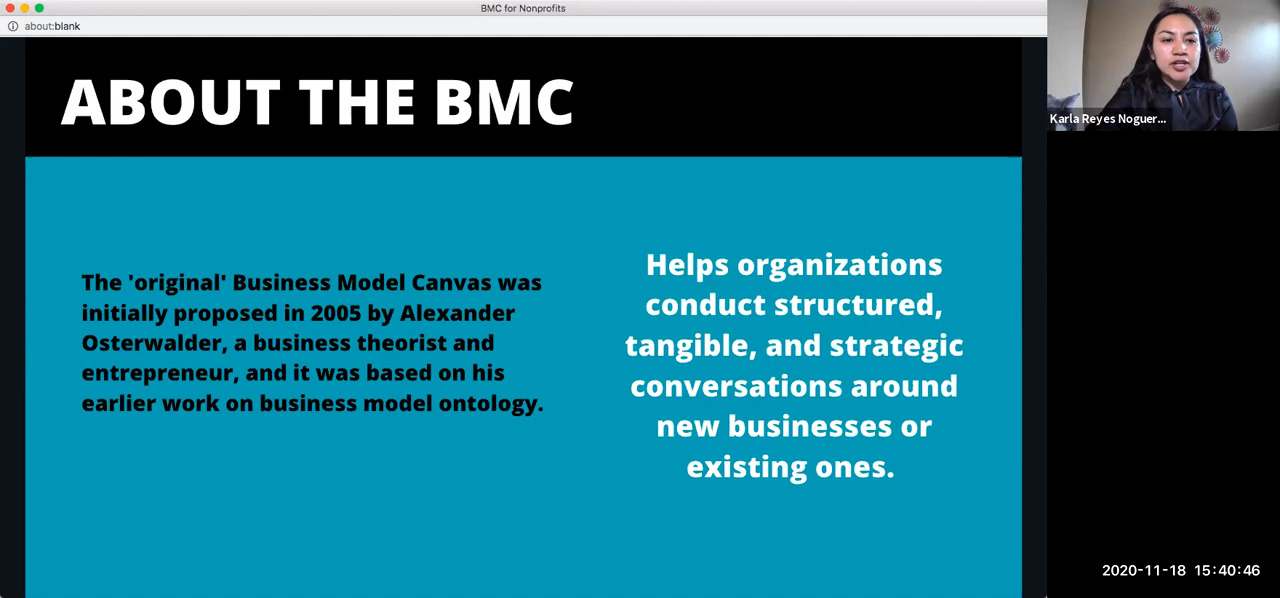 BMC for Nonprofits
about:blank
ABOUT THE BMC
The 'original' Business Model Canvas was
initially proposed in 2005 by Alexander
Osterwalder, a business theorist and
entrepreneur, and it was based on his
earlier work on business model ontology.
Helps organizations
conduct structured,
tangible, and strategic
conversations around
new businesses or
existing ones.
Karla Reyes Noguer...
2020-11-18 15:40:46